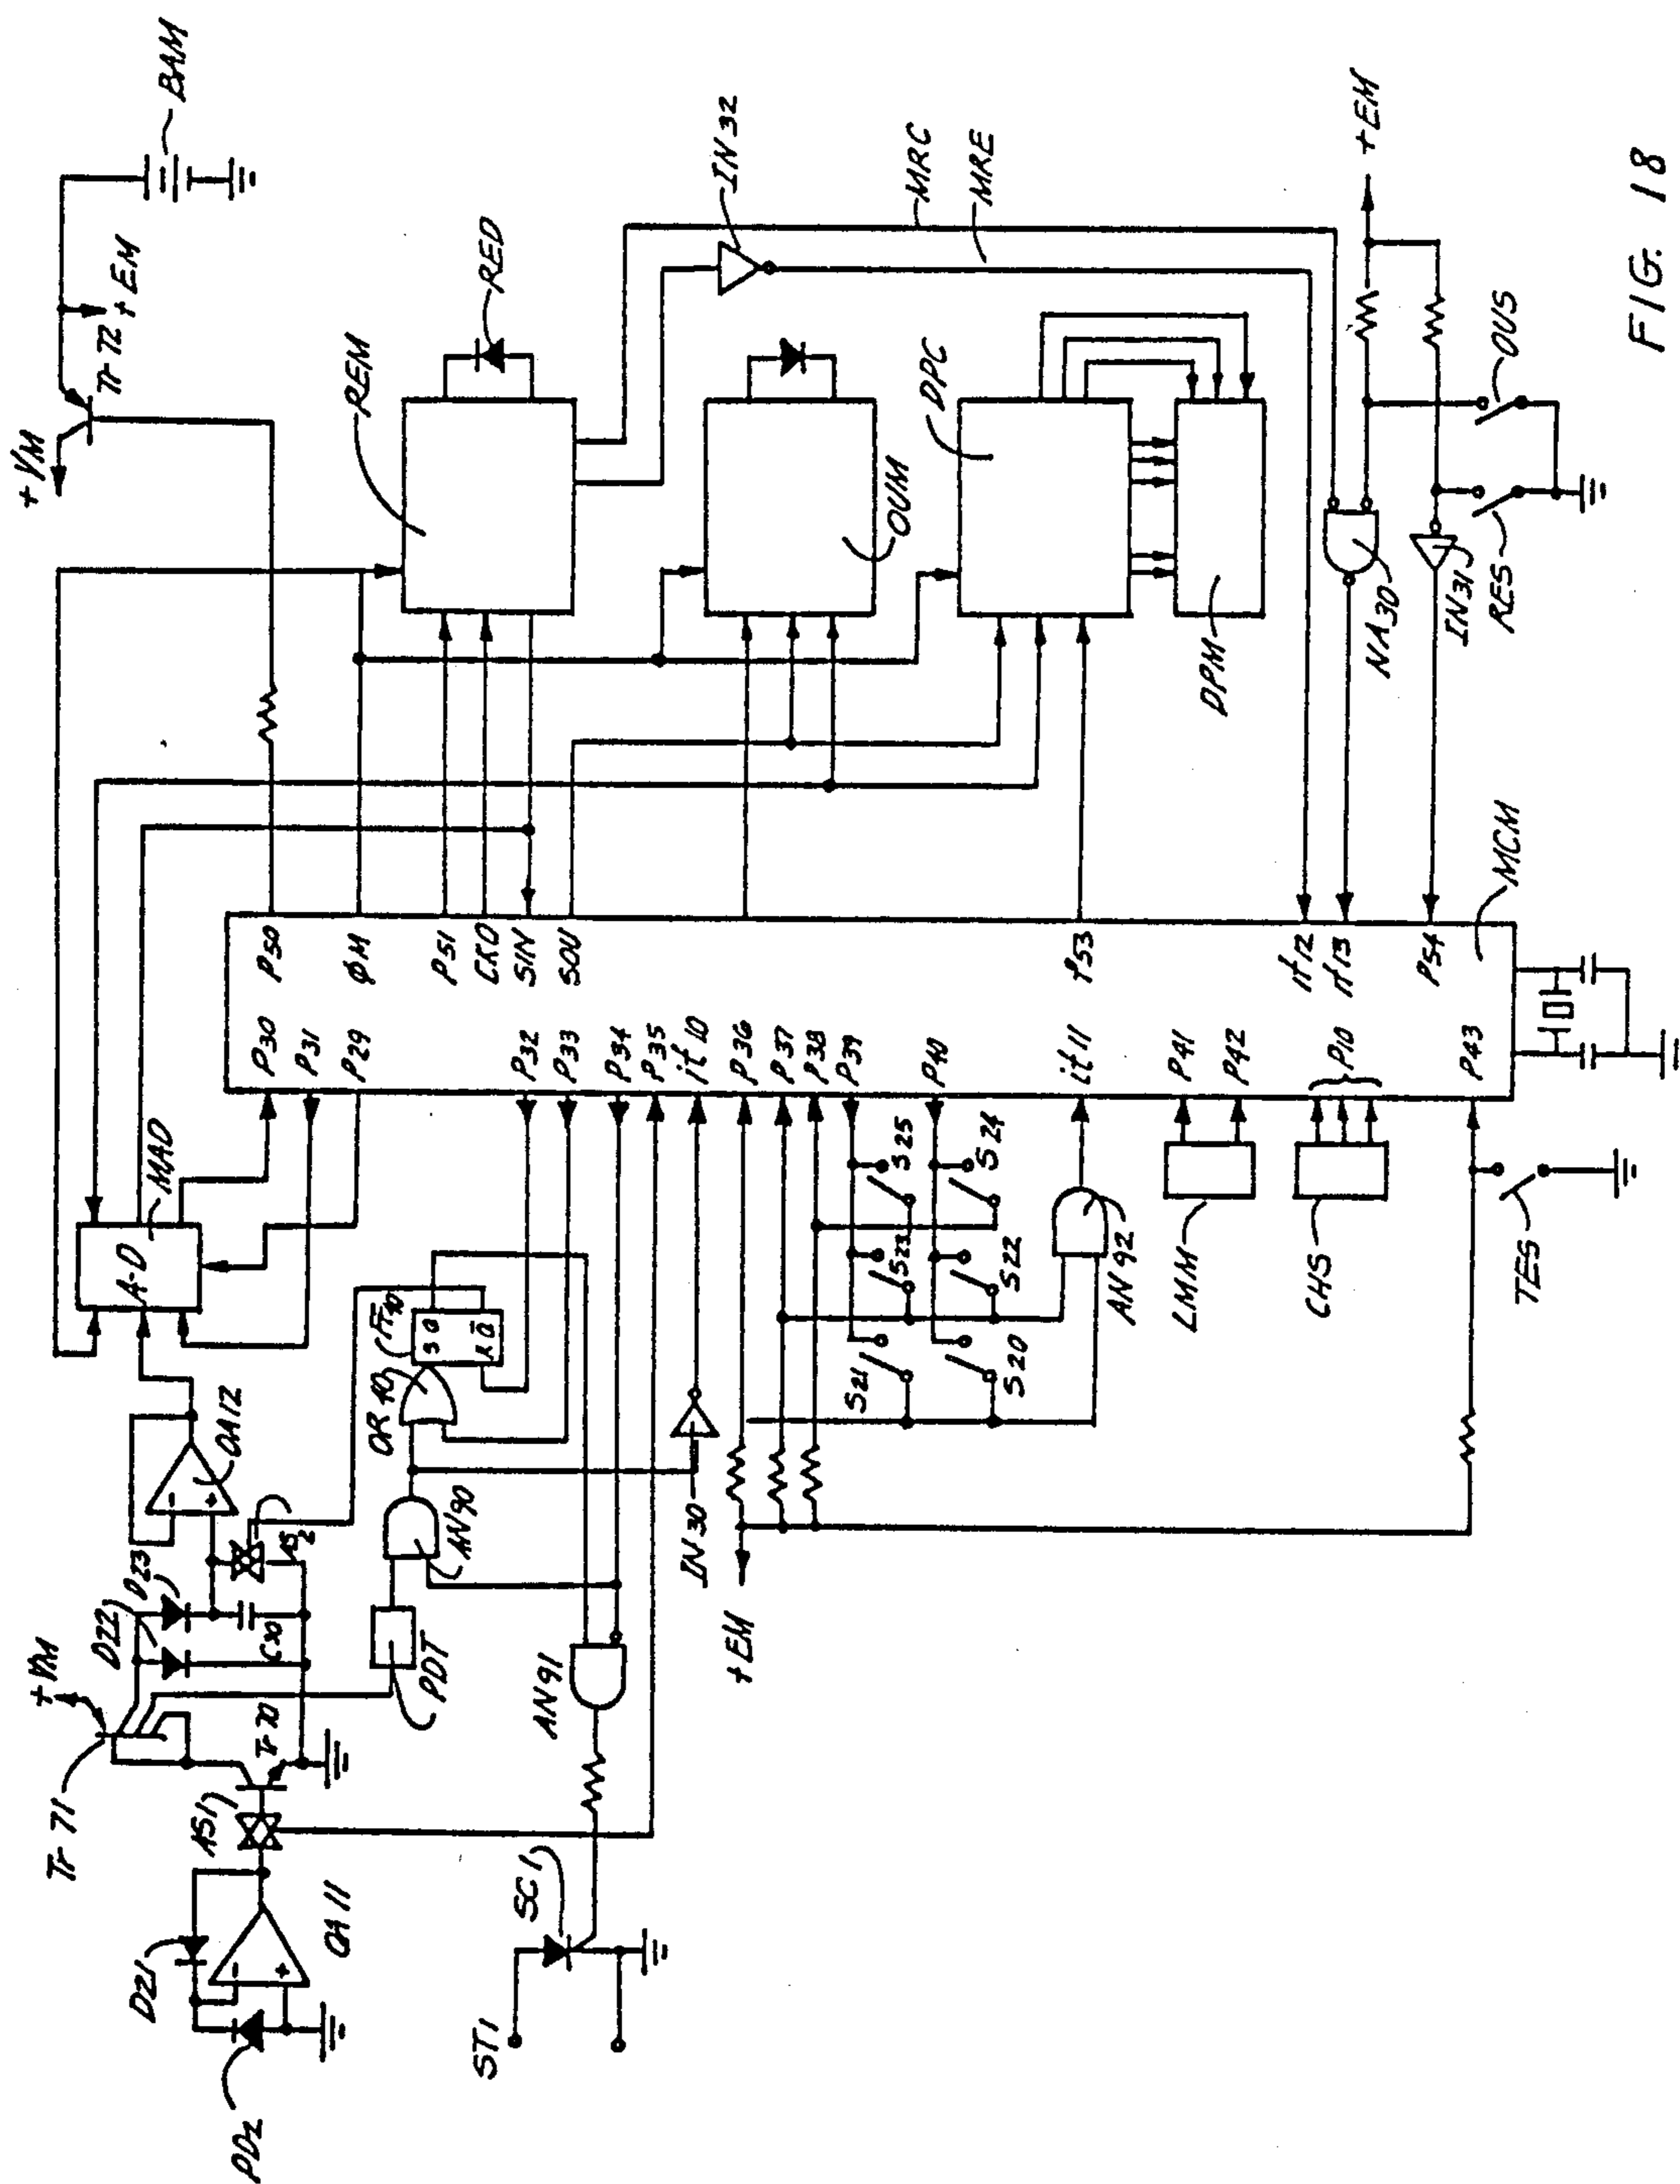 PD2
D21
OA11
AS1
Tr70
Tr71
+VM
D22
D23
C30
AS2
OA12
A-D
MAD
ST1
SC1
AN91
PDT
AN90
OR40
FF40
S Q
R Q̄
IN30
+EM
S21
S23
S25
S20
S22
S24
AN92
LMM
CHS
TES
P30
P31
P29
P32
P33
P34
P35
it10
P36
P37
P38
P39
P40
it11
P41
P42
P10
P43
P50
ØM
P51
CKO
SIN
SOU
P53
it12
it13
P54
MCM
+VM
Tr72
+EM
BAM
REM
RED
OUM
DPC
DPM
IN32
MRC
MRE
NA30
IN31
RES
OUS
+EM
FIG. 18